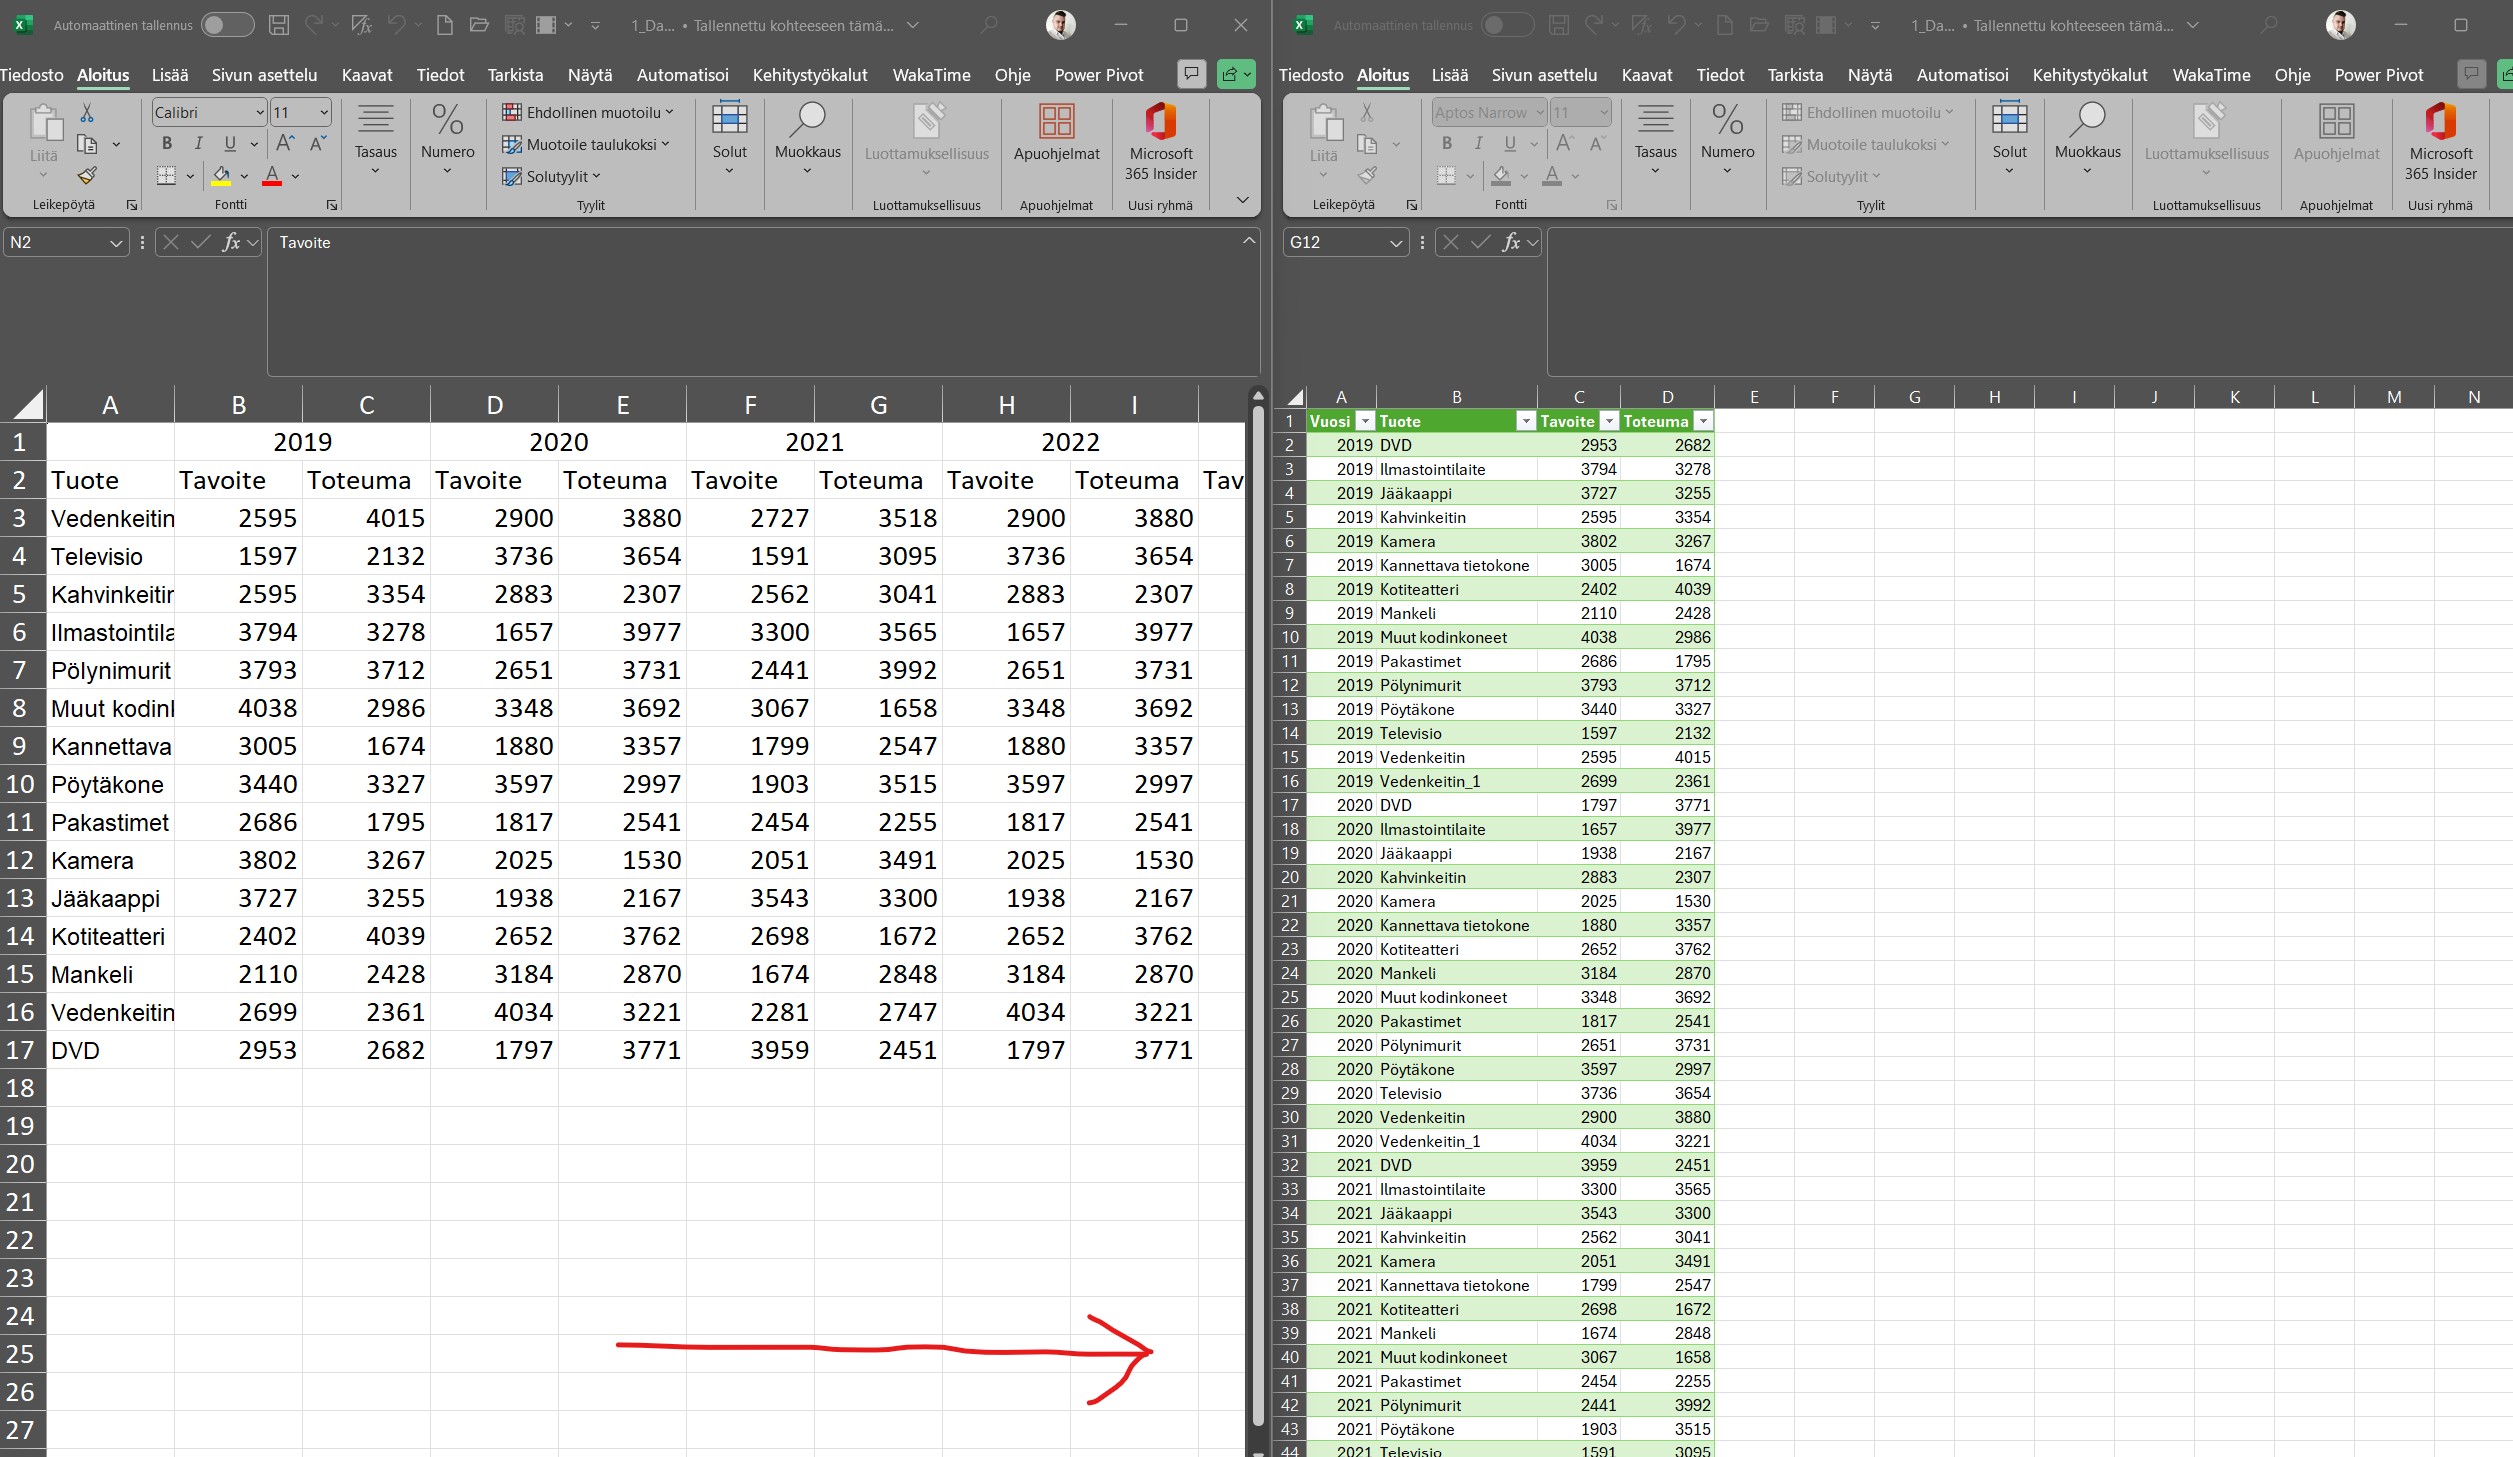 Automaattinen tallennus 1_Da... • Tallennettu kohteeseen tämä...
Tiedosto Aloitus Lisää Sivun asettelu Kaavat Tiedot Tarkista Näytä Automatisoi Kehitystyökalut WakaTime Ohje Power Pivot
Calibri 11
B I U A A
A
Liitä
Leikepöytä
Fontti
Tasaus
%
Numero
Ehdollinen muotoilu
Muotoile taulukoksi
Solutyylit
Tyylit
Solut
Muokkaus
Luottamuksellisuus
Luottamuksellisuus
Apuohjelmat
Apuohjelmat
Microsoft
365 Insider
Uusi ryhmä
N2 fx Tavoite
A B C D E F G H I
1 2019 2020 2021 2022
2 Tuote Tavoite Toteuma Tavoite Toteuma Tavoite Toteuma Tavoite Toteuma Tav
3 Vedenkeitin 2595 4015 2900 3880 2727 3518 2900 3880
4 Televisio 1597 2132 3736 3654 1591 3095 3736 3654
5 Kahvinkeitin 2595 3354 2883 2307 2562 3041 2883 2307
6 Ilmastointila 3794 3278 1657 3977 3300 3565 1657 3977
7 Pölynimurit 3793 3712 2651 3731 2441 3992 2651 3731
8 Muut kodink 4038 2986 3348 3692 3067 1658 3348 3692
9 Kannettava 3005 1674 1880 3357 1799 2547 1880 3357
10 Pöytäkone 3440 3327 3597 2997 1903 3515 3597 2997
11 Pakastimet 2686 1795 1817 2541 2454 2255 1817 2541
12 Kamera 3802 3267 2025 1530 2051 3491 2025 1530
13 Jääkaappi 3727 3255 1938 2167 3543 3300 1938 2167
14 Kotiteatteri 2402 4039 2652 3762 2698 1672 2652 3762
15 Mankeli 2110 2428 3184 2870 1674 2848 3184 2870
16 Vedenkeitin 2699 2361 4034 3221 2281 2747 4034 3221
17 DVD 2953 2682 1797 3771 3959 2451 1797 3771
18
19
20
21
22
23
24
25
26
27
Automaattinen tallennus 1_Da... • Tallennettu kohteeseen tämä...
Tiedosto Aloitus Lisää Sivun asettelu Kaavat Tiedot Tarkista Näytä Automatisoi Kehitystyökalut WakaTime Ohje Power Pivot
Aptos Narrow 11
B I U A A
A
Liitä
Leikepöytä
Fontti
Tasaus
%
Numero
Ehdollinen muotoilu
Muotoile taulukoksi
Solutyylit
Tyylit
Solut
Muokkaus
Luottamuksellisuus
Luottamuksellisuus
Apuohjelmat
Apuohjelmat
Microsoft
365 Insider
Uusi ryhmä
G12 fx
A B C D E F G H I J K L M N
1 Vuosi Tuote Tavoite Toteuma
2 2019 DVD 2953 2682
3 2019 Ilmastointilaite 3794 3278
4 2019 Jääkaappi 3727 3255
5 2019 Kahvinkeitin 2595 3354
6 2019 Kamera 3802 3267
7 2019 Kannettava tietokone 3005 1674
8 2019 Kotiteatteri 2402 4039
9 2019 Mankeli 2110 2428
10 2019 Muut kodinkoneet 4038 2986
11 2019 Pakastimet 2686 1795
12 2019 Pölynimurit 3793 3712
13 2019 Pöytäkone 3440 3327
14 2019 Televisio 1597 2132
15 2019 Vedenkeitin 2595 4015
16 2019 Vedenkeitin_1 2699 2361
17 2020 DVD 1797 3771
18 2020 Ilmastointilaite 1657 3977
19 2020 Jääkaappi 1938 2167
20 2020 Kahvinkeitin 2883 2307
21 2020 Kamera 2025 1530
22 2020 Kannettava tietokone 1880 3357
23 2020 Kotiteatteri 2652 3762
24 2020 Mankeli 3184 2870
25 2020 Muut kodinkoneet 3348 3692
26 2020 Pakastimet 1817 2541
27 2020 Pölynimurit 2651 3731
28 2020 Pöytäkone 3597 2997
29 2020 Televisio 3736 3654
30 2020 Vedenkeitin 2900 3880
31 2020 Vedenkeitin_1 4034 3221
32 2021 DVD 3959 2451
33 2021 Ilmastointilaite 3300 3565
34 2021 Jääkaappi 3543 3300
35 2021 Kahvinkeitin 2562 3041
36 2021 Kamera 2051 3491
37 2021 Kannettava tietokone 1799 2547
38 2021 Kotiteatteri 2698 1672
39 2021 Mankeli 1674 2848
40 2021 Muut kodinkoneet 3067 1658
41 2021 Pakastimet 2454 2255
42 2021 Pölynimurit 2441 3992
43 2021 Pöytäkone 1903 3515
44 2021 Televisio 1591 3095